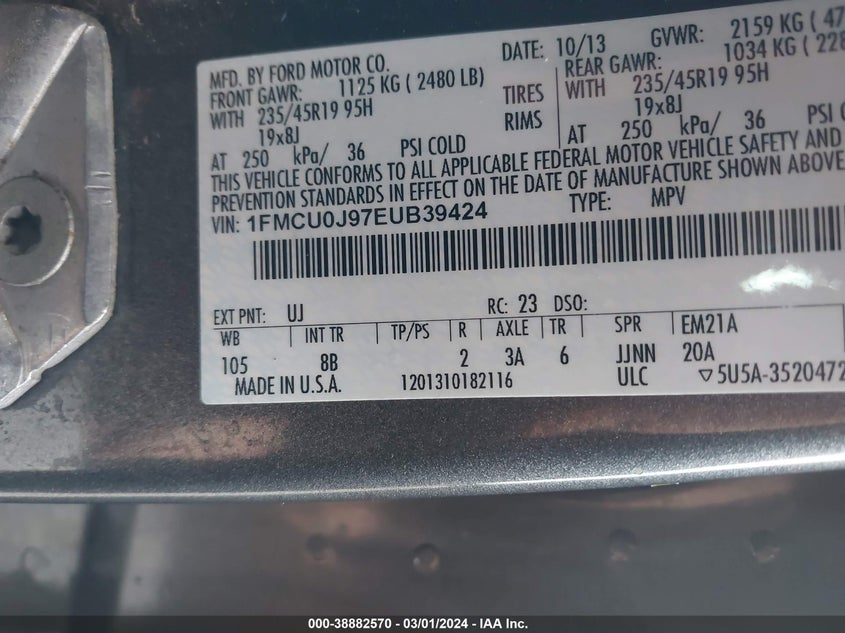 MFD. BY FORD MOTOR CO. DATE: 10/13 GVWR: 2159 KG (
FRONT GAWR: 1125 KG ( 2480 LB) REAR GAWR: 1034 KG (
WITH 235/45R19 95H TIRES WITH 235/45R19 95H
19x8J RIMS 19x8J
AT 250 kPa/ 36 PSI COLD AT 250 kPa/ 36 PSI
THIS VEHICLE CONFORMS TO ALL APPLICABLE FEDERAL MOTOR VEHICLE SAFETY AND
PREVENTION STANDARDS IN EFFECT ON THE DATE OF MANUFACTURE SHOWN ABOVE
VIN: 1FMCU0J97EUB39424 TYPE: MPV
EXT PNT: UJ RC: 23 DSO:
WB INT TR TP/PS R AXLE TR SPR EM21A
105 8B 2 3A 6 JJNN 20A
MADE IN U.S.A. 1201310182116 ULC ▽5U5A-3520472
000-38882570 - 03/01/2024 - IAA Inc.